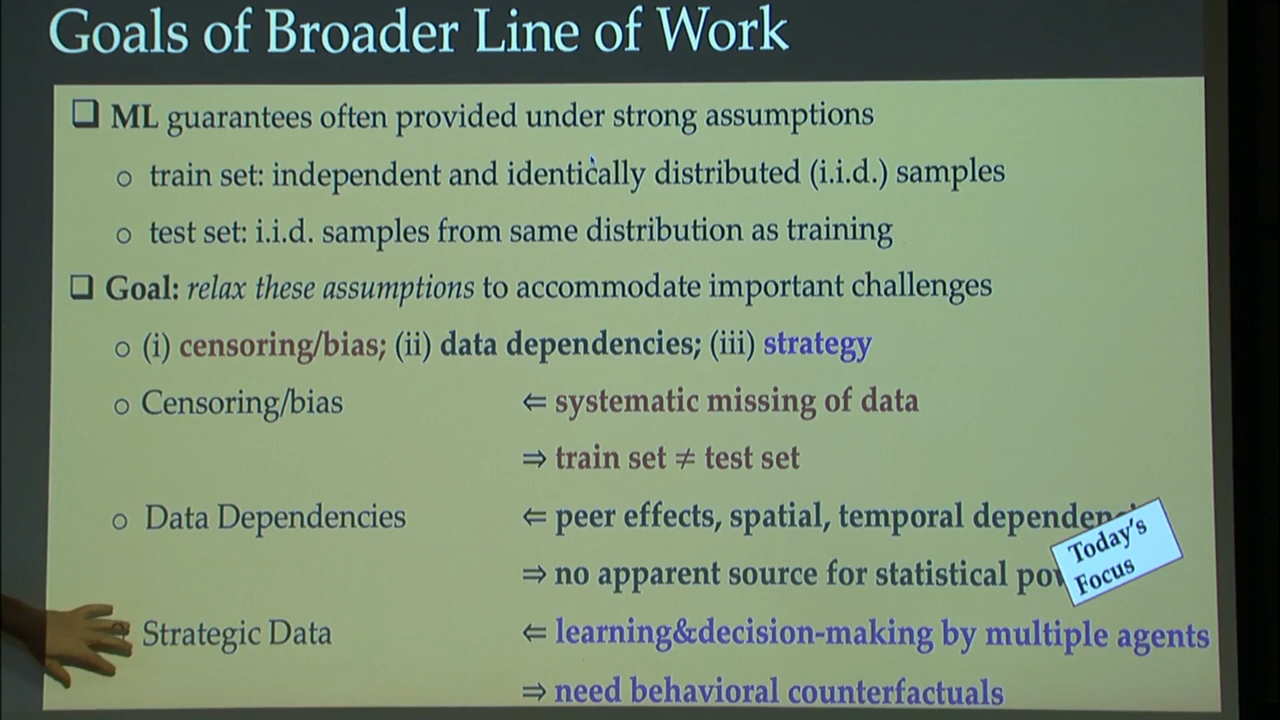 Goals of Broader Line of Work
ML guarantees often provided under strong assumptions
train set: independent and identically distributed (i.i.d.) samples
test set: i.i.d. samples from same distribution as training
Goal: relax these assumptions to accommodate important challenges
(i) censoring/bias; (ii) data dependencies; (iii) strategy
Censoring/bias ⇐ systematic missing of data
⇒ train set ≠ test set
Data Dependencies ⇐ peer effects, spatial, temporal
⇒ no apparent source for statistical
Today's
Focus
Strategic Data ⇐ learning&decision-making by multiple agents
⇒ need behavioral counterfactuals